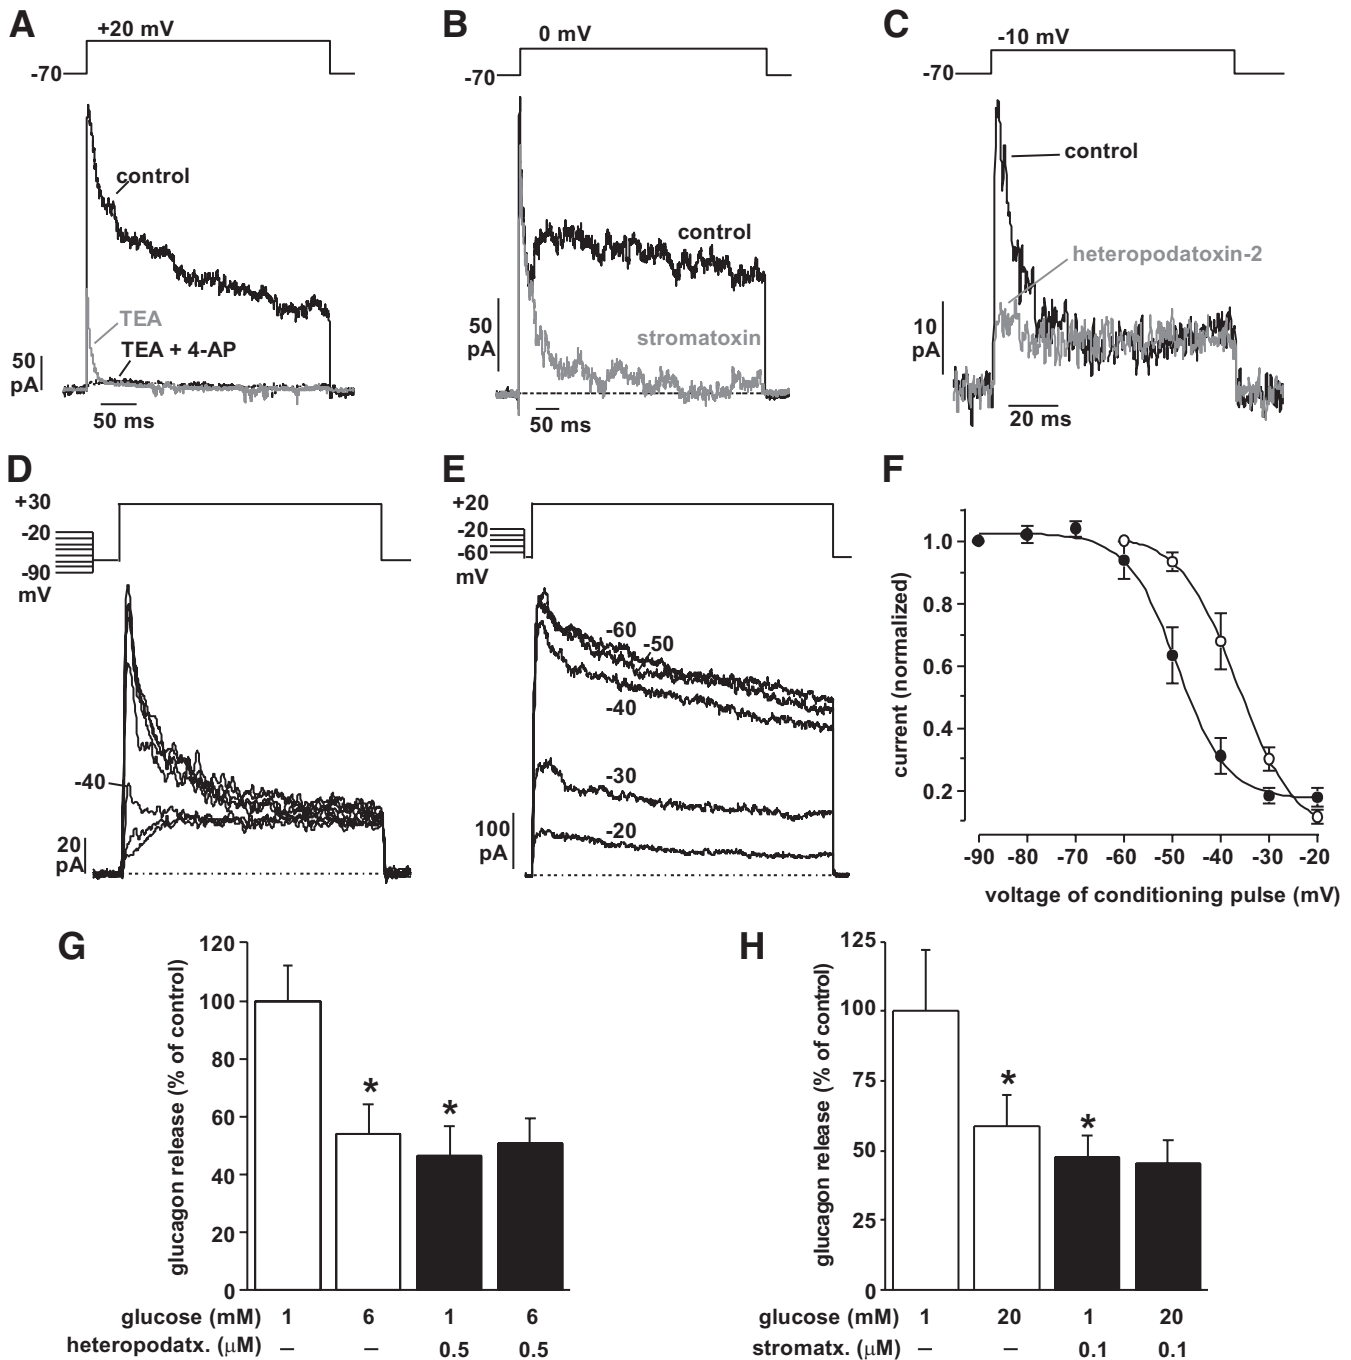 A
+20 mV
-70
control
TEA
TEA + 4-AP
50
pA
50 ms
B
0 mV
-70
control
stromatoxin
50
pA
50 ms
C
-10 mV
-70
control
heteropodatoxin-2
10
pA
20 ms
D
+30
-20
-90
mV
-40
20
pA
E
+20
-20
-60
mV
-60
-50
-40
-30
-20
100
pA
F
current (normalized)
1.0
0.8
0.6
0.4
0.2
-90 -80 -70 -60 -50 -40 -30 -20
voltage of conditioning pulse (mV)
G
glucagon release (% of control)
120
100
80
60
40
20
0
* *
glucose (mM) 1 6 1 6
heteropodatx. (µM) – – 0.5 0.5
H
glucagon release (% of control)
125
100
75
50
25
0
* *
glucose (mM) 1 20 1 20
stromatx. (µM) – – 0.1 0.1